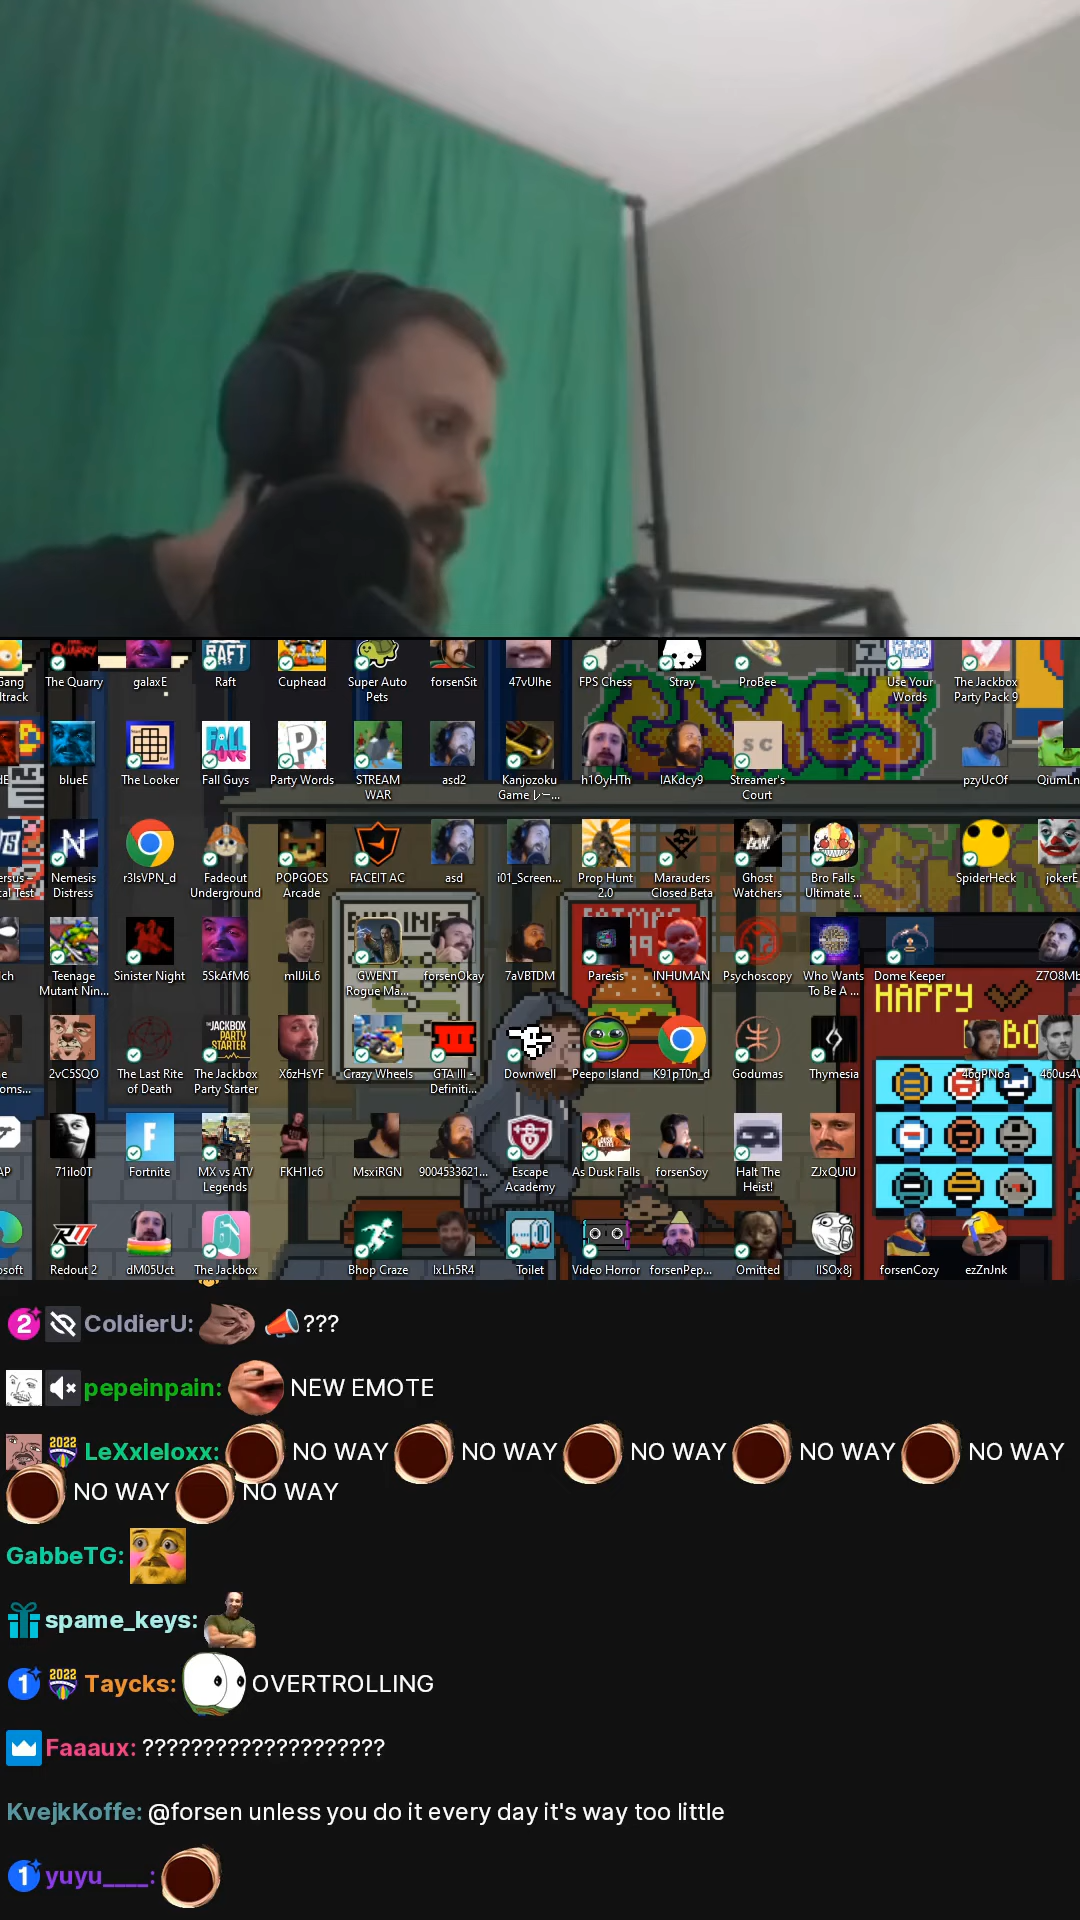 Gang The Quarry galaxE Raft Cuphead Super Auto forsenSit 47vUlhe FPS Chess Stray ProBee Use Your The Jackbox
Pets Words Party Pack 9
blueE The Looker Fall Guys Party Words STREAM asd2 Kanjozoku h1OyHTh lAKdcy9 Streamer's pzyUcOf
WAR Game レー... Court
Nemesis r3lsVPN_d Fadeout POPGOES FACEIT AC asd i01_Screen... Prop Hunt Marauders Ghost Bro Falls SpiderHeck jokerE
Distress Underground Arcade 2.0 Closed Beta Watchers Ultimate ...
Teenage Sinister Night 5SkAfM6 mIIJiL6 GWENT forsenOkay 7aVBTDM Paresis INHUMAN Psychoscopy Who Wants Dome Keeper
Mutant Nin... Rogue Ma... To Be A ...
HAPPY
2vC5SQO The Last Rite The Jackbox X6zHsYF Crazy Wheels GTA III - Downwell Peepo Island K91pT0n_d Godumas Thymesia 46gPNoa
of Death Party Starter Definiti...
71ilo0T Fortnite MX vs ATV FKH1Ic6 MsxiRGN 9004533621... Escape As Dusk Falls forsenSoy Halt The ZJxQUiU
Legends Academy Heist!
Redout 2 dM05Uct The Jackbox Bhop Craze IxLh5R4 Toilet Video Horror forsenPep... Omitted IISOx8j forsenCozy ezZnJnk
ColdierU: ???
pepeinpain: NEW EMOTE
LeXxleloxx: NO WAY NO WAY NO WAY NO WAY NO WAY
NO WAY NO WAY
GabbeTG:
spame_keys:
Taycks: OVERTROLLING
Faaaux: ????????????????????
KvejkKoffe: @forsen unless you do it every day it's way too little
yuyu____: